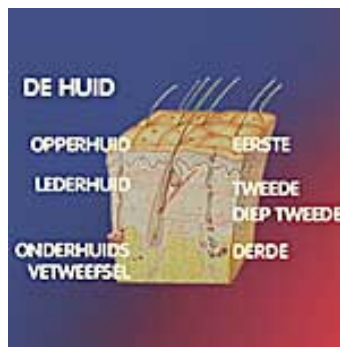 DE HUID
OPPERHUID
EERSTE
LEDERHUID
TWEEDE
DIEP TWEEDE
ONDERHUIDS
VETWEEFSEL
DERDE